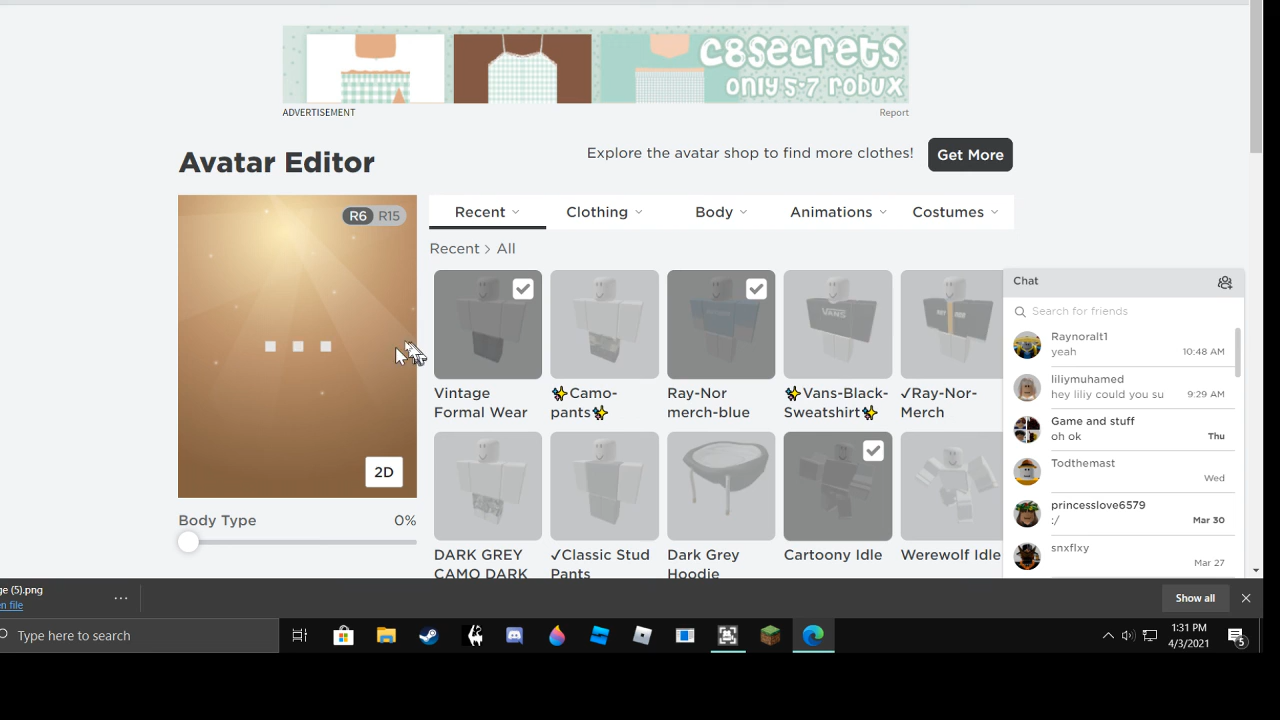 C8SECRETS
only 5-7 robux
ADVERTISEMENT
Report
Avatar Editor
Explore the avatar shop to find more clothes!
Get More
R6 R15
Recent
Clothing
Body
Animations
Costumes
Recent > All
2D
Body Type
0%
VANS
Vintage
Formal Wear
✨Camo-
pants✨
Ray-Nor
merch-blue
✨Vans-Black-
Sweatshirt✨
✓Ray-Nor-
Merch
DARK GREY
CAMO DARK
✓Classic Stud
Pants
Dark Grey
Hoodie
Cartoony Idle
Werewolf Idle
Chat
Search for friends
Raynoralt1
yeah
10:48 AM
liliymuhamed
hey liliy could you su
9:29 AM
Game and stuff
oh ok
Thu
Todthemast
Wed
princesslove6579
:/
Mar 30
snxflxy
Mar 27
ge (5).png
en file
...
Show all
Type here to search
1:31 PM
4/3/2021
5